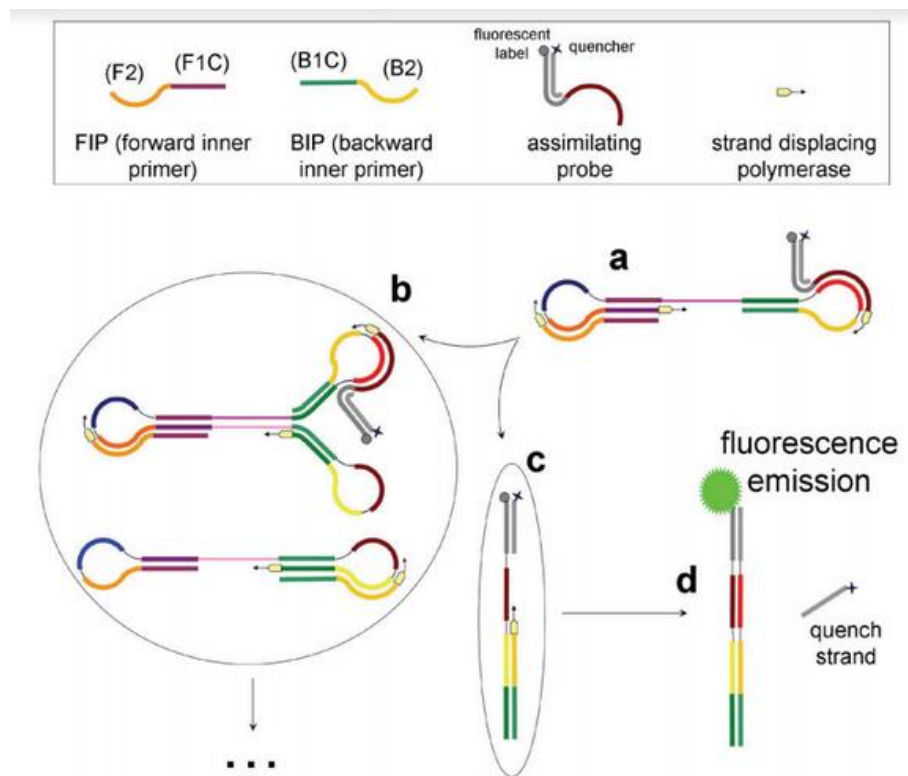 (F2)
(F1C)
FIP (forward inner
primer)
(B1C)
(B2)
BIP (backward
inner primer)
fluorescent
label
quencher
assimilating
probe
strand displacing
polymerase
a
b
c
fluorescence
emission
d
quench
strand
...